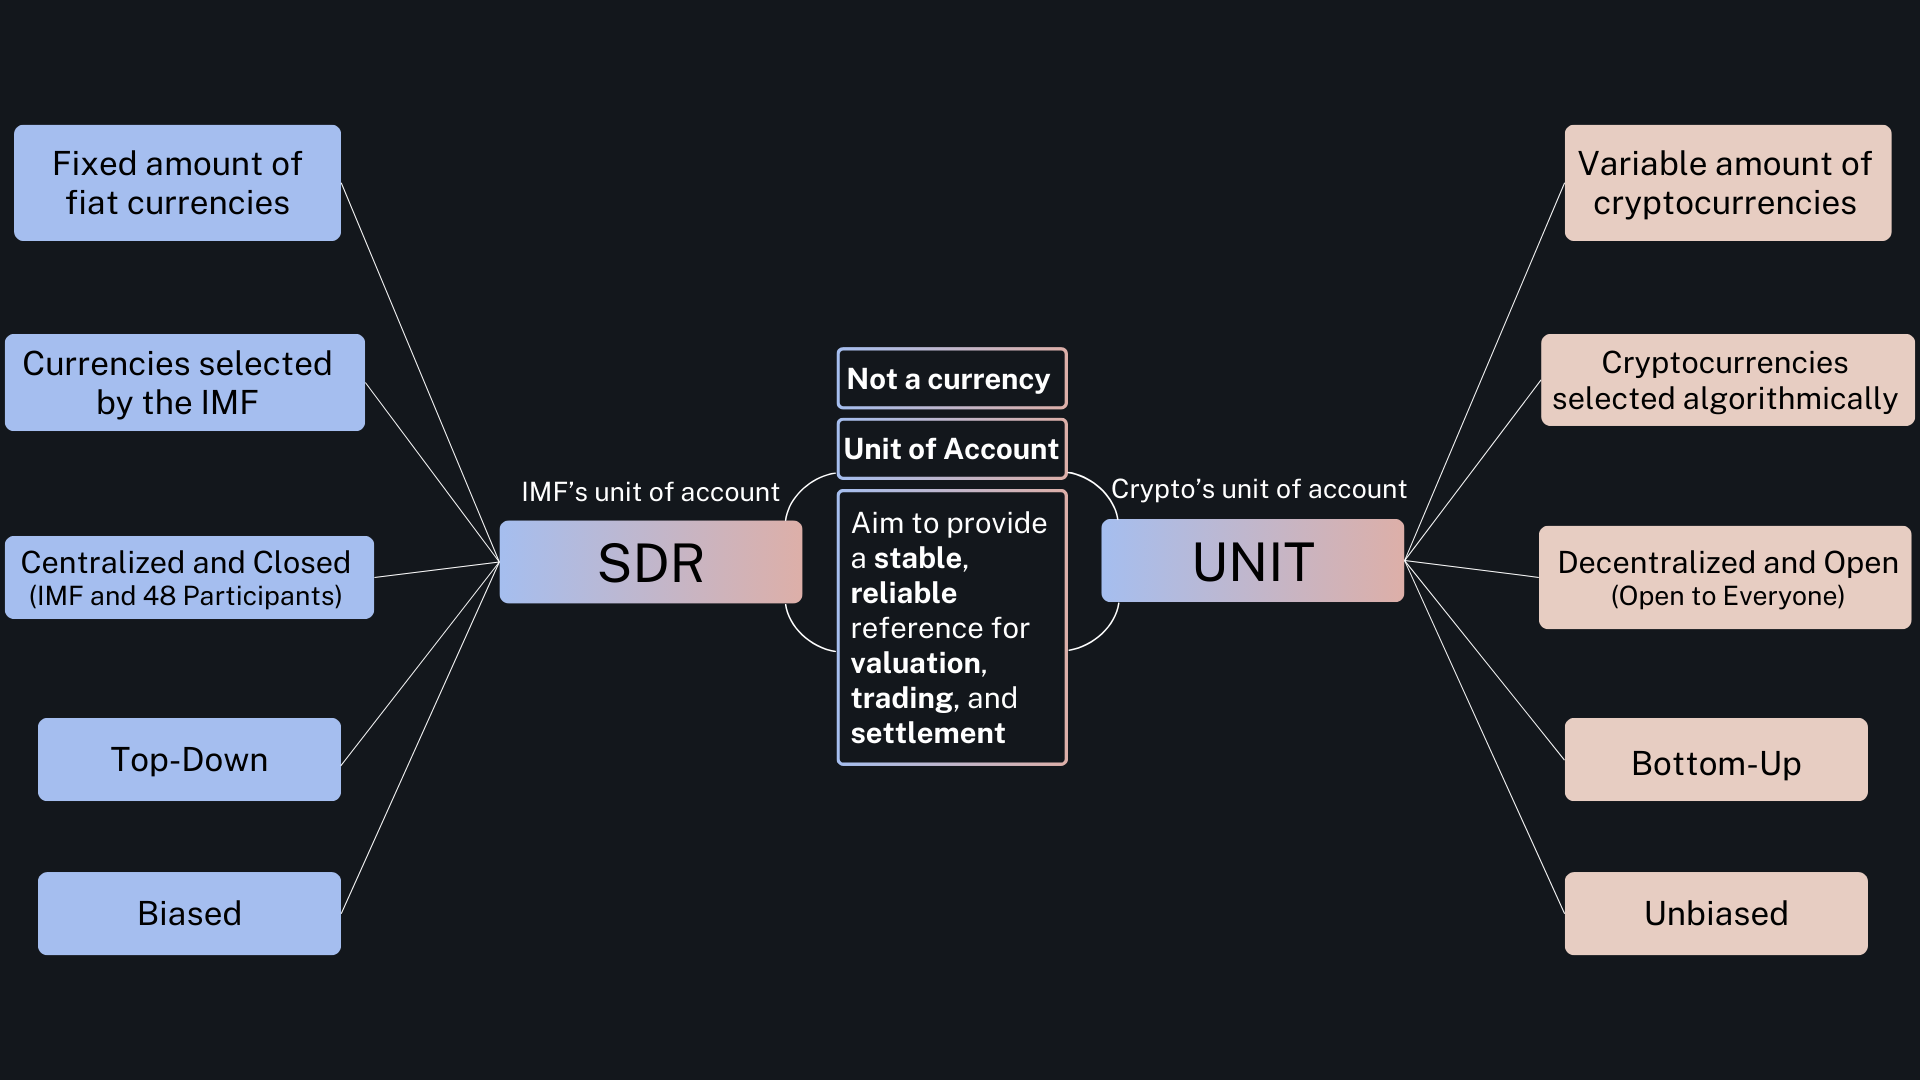 Fixed amount of
fiat currencies
Currencies selected
by the IMF
Centralized and Closed
(IMF and 48 Participants)
Top-Down
Biased
IMF’s unit of account
SDR
Not a currency
Unit of Account
Aim to provide
a stable,
reliable
reference for
valuation,
trading, and
settlement
Crypto’s unit of account
UNIT
Variable amount of
cryptocurrencies
Cryptocurrencies
selected algorithmically
Decentralized and Open
(Open to Everyone)
Bottom-Up
Unbiased